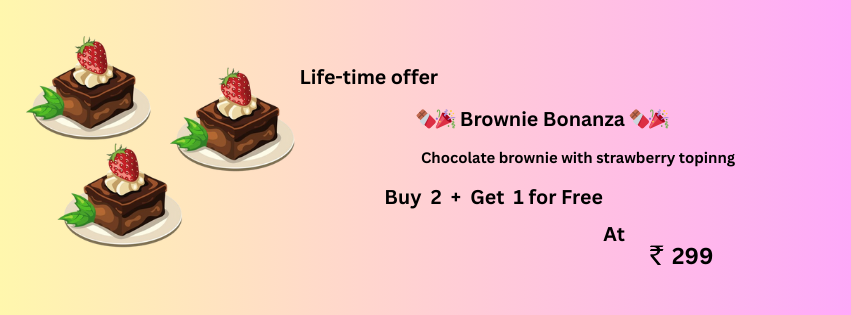 Life-time offer
🍫🎉 Brownie Bonanza 🍫🎉
Chocolate brownie with strawberry topinng
Buy 2 + Get 1 for Free
At
₹ 299